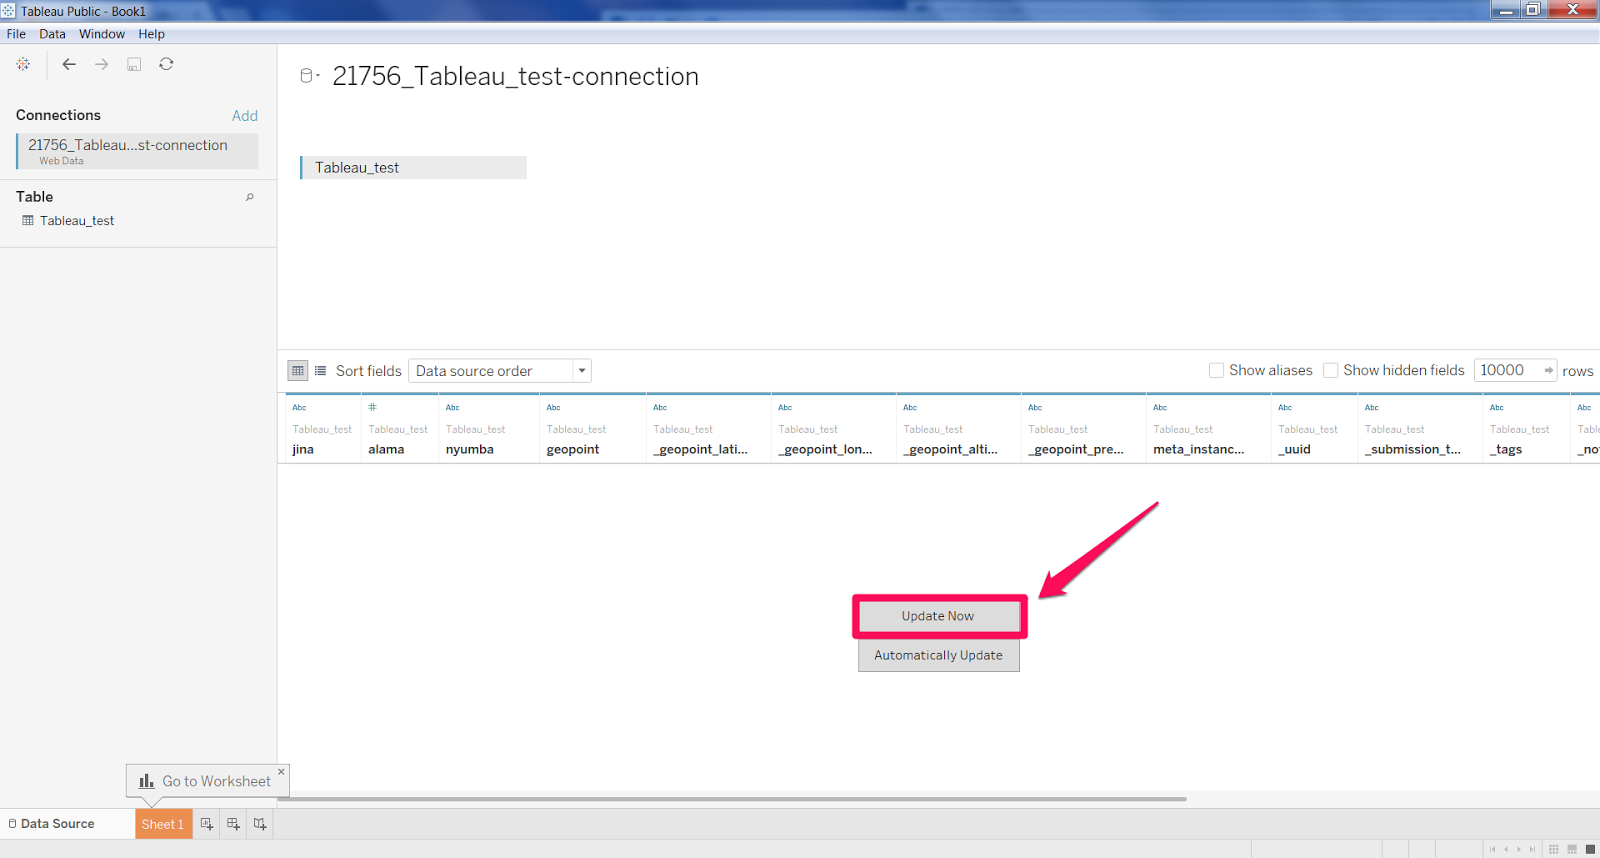 Tableau Public - Book1
File Data Window Help
21756_Tableau_test-connection
Connections Add
21756_Tableau...st-connection
Web Data
Tableau_test
Table
Tableau_test
Sort fields Data source order Show aliases Show hidden fields 10000 rows
Abc # Abc Abc Abc Abc Abc Abc Abc Abc Abc Abc Abc
Tableau_test Tableau_test Tableau_test Tableau_test Tableau_test Tableau_test Tableau_test Tableau_test Tableau_test Tableau_test Tableau_test Tableau_test
jina alama nyumba geopoint _geopoint_lati... _geopoint_lon... _geopoint_alti... _geopoint_pre... meta_instanc... _uuid _submission_t... _tags
Update Now
Automatically Update
Go to Worksheet
Data Source Sheet 1